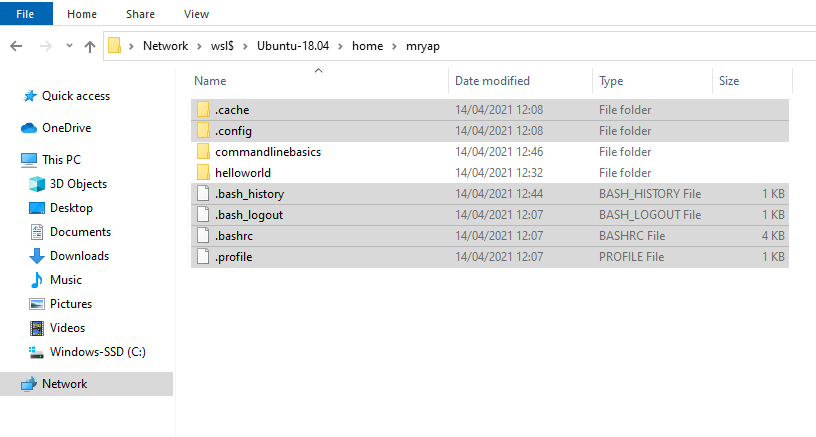 File Home Share View
Network wsl$ Ubuntu-18.04 home mryap
Name Date modified Type Size
Quick access
OneDrive
This PC
3D Objects
Desktop
Documents
Downloads
Music
Pictures
Videos
Windows-SSD (C:)
Network
.cache 14/04/2021 12:08 File folder
.config 14/04/2021 12:08 File folder
commandlinebasics 14/04/2021 12:46 File folder
helloworld 14/04/2021 12:32 File folder
.bash_history 14/04/2021 12:44 BASH_HISTORY File 1 KB
.bash_logout 14/04/2021 12:07 BASH_LOGOUT File 1 KB
.bashrc 14/04/2021 12:07 BASHRC File 4 KB
.profile 14/04/2021 12:07 PROFILE File 1 KB